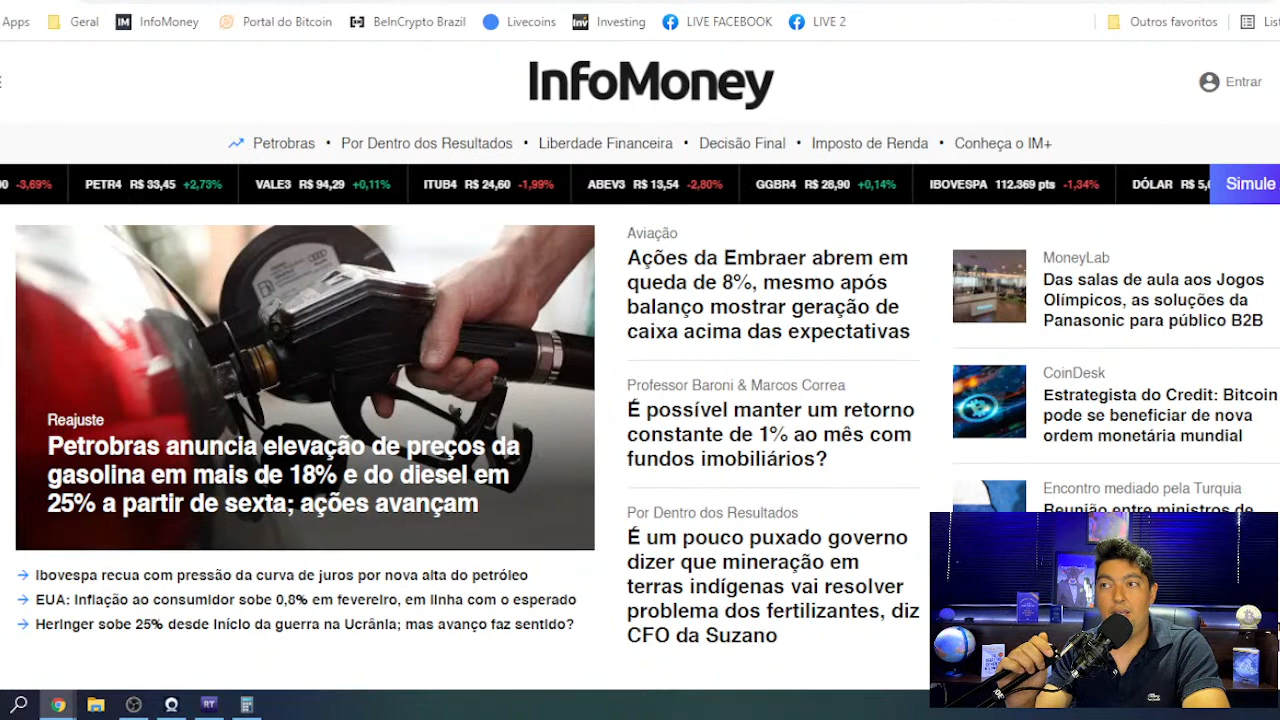 Apps Geral InfoMoney Portal do Bitcoin BeInCrypto Brazil Livecoins Investing LIVE FACEBOOK LIVE 2 Outros favoritos
InfoMoney
Entrar
Petrobras • Por Dentro dos Resultados • Liberdade Financeira • Decisão Final • Imposto de Renda • Conheça o IM+
-3,69% PETR4 R$ 33,45 +2,73% VALE3 R$ 94,29 +0,11% ITUB4 R$ 24,60 -1,99% ABEV3 R$ 13,54 -2,80% GGBR4 R$ 28,90 +0,14% IBOVESPA 112.369 pts -1,34% DÓLAR R$ Simule
Reajuste
Petrobras anuncia elevação de preços da
gasolina em mais de 18% e do diesel em
25% a partir de sexta; ações avançam
Ibovespa recua com pressão da curva de juros por nova alta do petróleo
EUA: Inflação ao consumidor sobe 0,8% em fevereiro, em linha com o esperado
Heringer sobe 25% desde início da guerra na Ucrânia; mas avanço faz sentido?
Aviação
Ações da Embraer abrem em
queda de 8%, mesmo após
balanço mostrar geração de
caixa acima das expectativas
Professor Baroni & Marcos Correa
É possível manter um retorno
constante de 1% ao mês com
fundos imobiliários?
Por Dentro dos Resultados
É um pouco puxado governo
dizer que mineração em
terras indígenas vai resolver
problema dos fertilizantes, diz
CFO da Suzano
MoneyLab
Das salas de aula aos Jogos
Olímpicos, as soluções da
Panasonic para público B2B
CoinDesk
Estrategista do Credit: Bitcoin
pode se beneficiar de nova
ordem monetária mundial
Encontro mediado pela Turquia
Reunião entre ministros de
RT